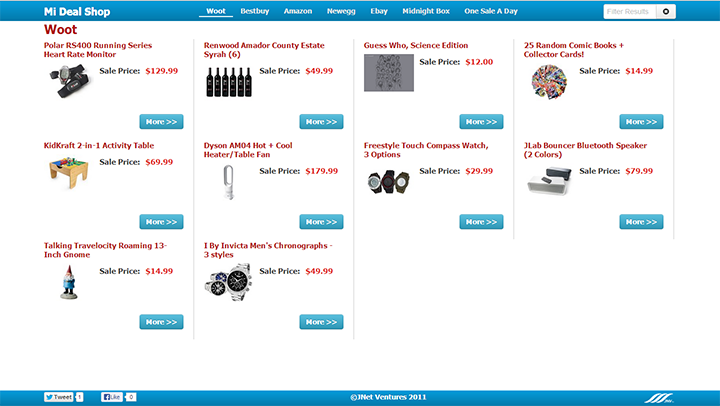 Mi Deal Shop
Woot Bestbuy Amazon Newegg Ebay Midnight Box One Sale A Day
Filter Results
Woot
Polar RS400 Running Series
Heart Rate Monitor
Sale Price: $129.99
More >>
Renwood Amador County Estate
Syrah (6)
Sale Price: $49.99
More >>
Guess Who, Science Edition
Sale Price: $12.00
More >>
25 Random Comic Books +
Collector Cards!
Sale Price: $14.99
More >>
KidKraft 2-in-1 Activity Table
Sale Price: $69.99
More >>
Dyson AM04 Hot + Cool
Heater/Table Fan
Sale Price: $179.99
More >>
Freestyle Touch Compass Watch,
3 Options
Sale Price: $29.99
More >>
JLab Bouncer Bluetooth Speaker
(2 Colors)
Sale Price: $79.99
More >>
Talking Travelocity Roaming 13-
Inch Gnome
Sale Price: $14.99
More >>
I By Invicta Men's Chronographs -
3 styles
Sale Price: $49.99
More >>
Tweet 1 Like 0
©JNet Ventures 2011